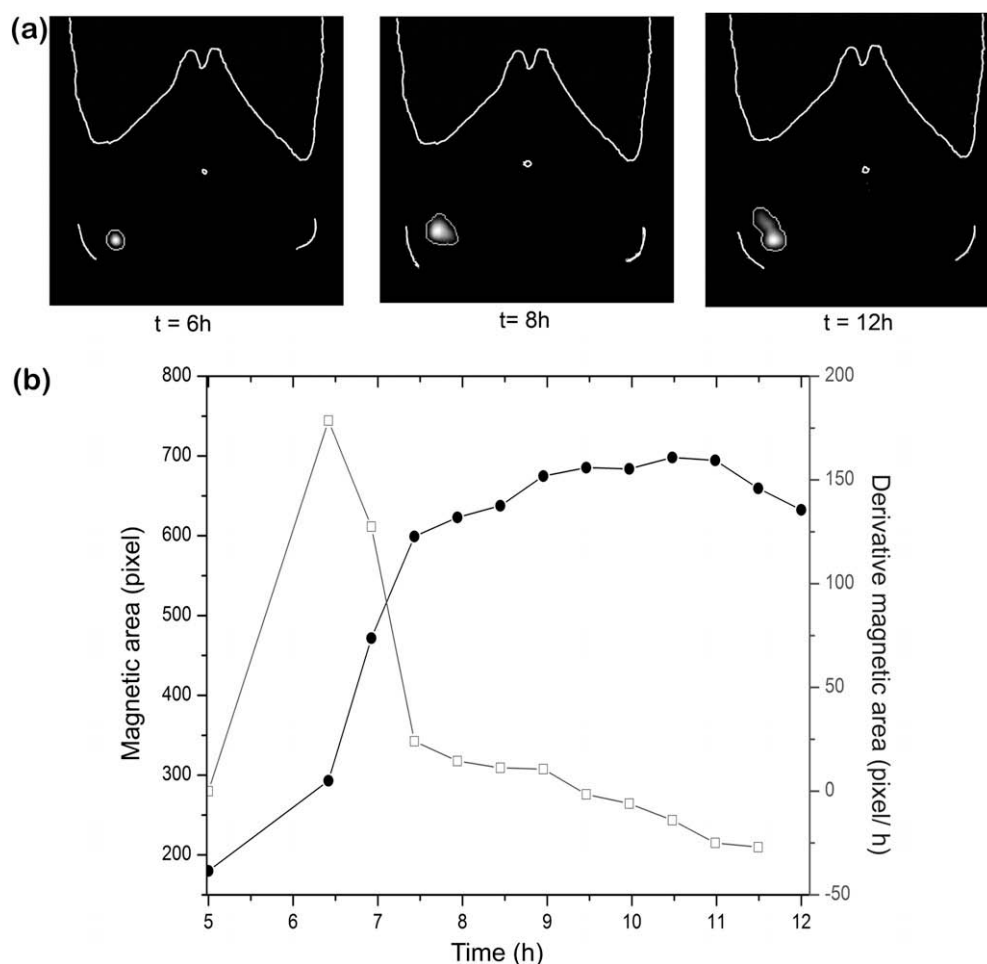 (a)
t = 6h
t= 8h
t = 12h
(b)
800
700
600
500
400
300
200
Magnetic area (pixel)
200
150
100
50
0
-50
Derivative magnetic area (pixel/ h)
5 6 7 8 9 10 11 12
Time (h)